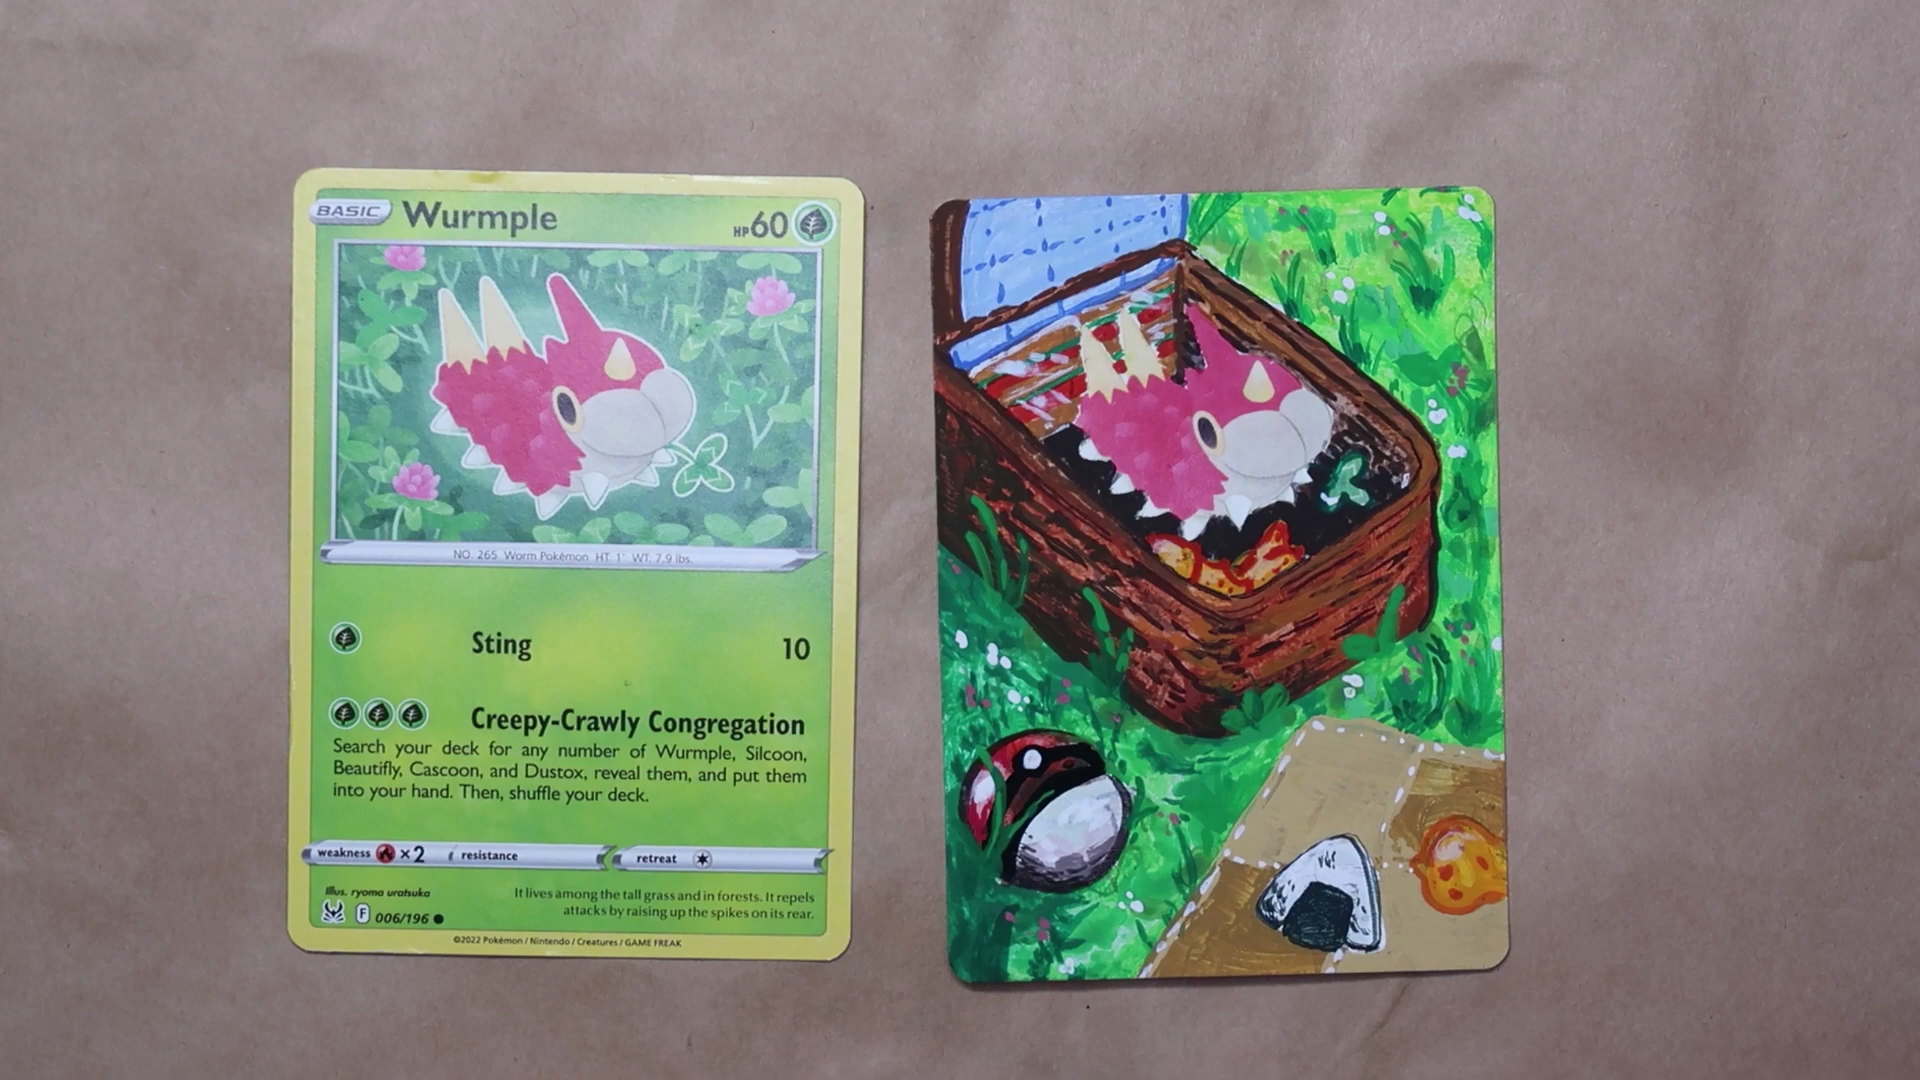 BASIC Wurmple HP60
NO. 265 Worm Pokémon HT: 1' WT: 7.9 lbs.
Sting 10
Creepy-Crawly Congregation
Search your deck for any number of Wurmple, Silcoon,
Beautifly, Cascoon, and Dustox, reveal them, and put them
into your hand. Then, shuffle your deck.
weakness ×2 resistance retreat
Illus. ryoma uratsuka
It lives among the tall grass and in forests. It repels
attacks by raising up the spikes on its rear.
F 006/196
©2022 Pokémon / Nintendo / Creatures / GAME FREAK